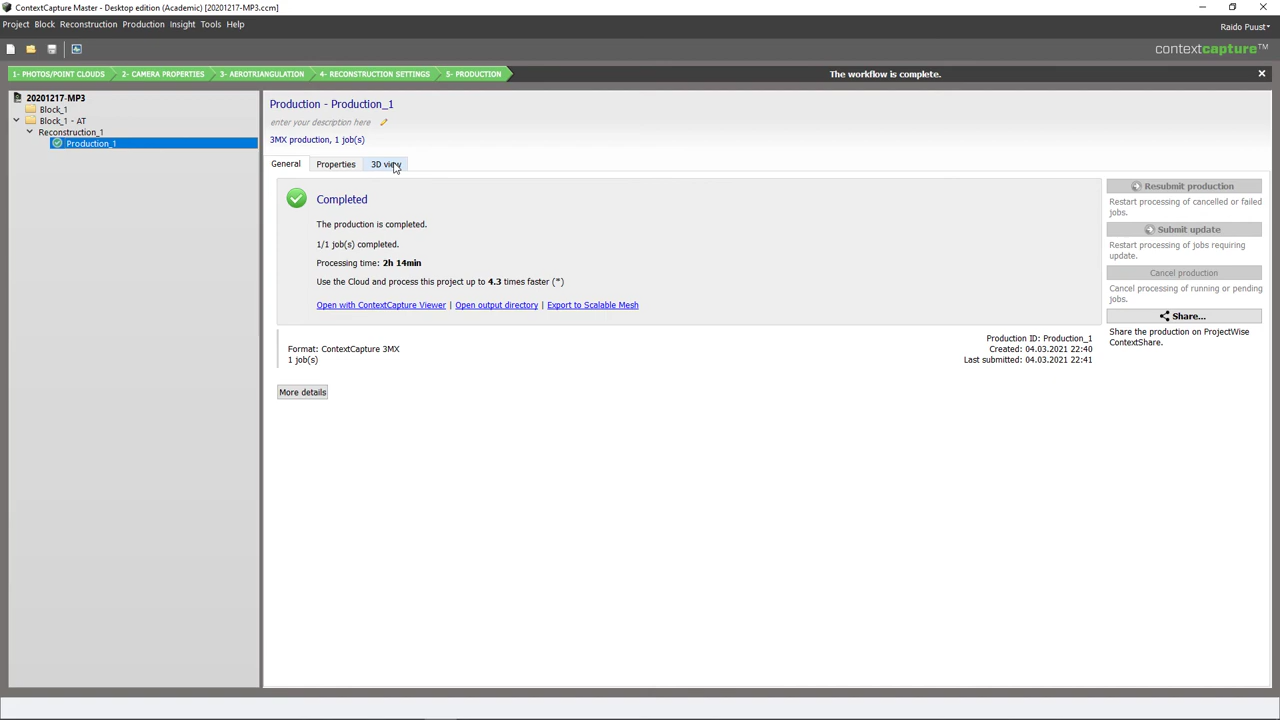 ContextCapture Master - Desktop edition (Academic) [20201217-MP3.ccm]
Project Block Reconstruction Production Insight Tools Help
Raido Puust
contextcapture™
1- PHOTOS/POINT CLOUDS 2- CAMERA PROPERTIES 3- AEROTRIANGULATION 4- RECONSTRUCTION SETTINGS 5- PRODUCTION
The workflow is complete.
20201217-MP3
Block_1
Block_1 - AT
Reconstruction_1
Production_1
Production - Production_1
enter your description here
3MX production, 1 job(s)
General Properties 3D view
Completed
The production is completed.
1/1 job(s) completed.
Processing time: 2h 14min
Use the Cloud and process this project up to 4.3 times faster (*)
Open with ContextCapture Viewer | Open output directory | Export to Scalable Mesh
Format: ContextCapture 3MX
1 job(s)
Production ID: Production_1
Created: 04.03.2021 22:40
Last submitted: 04.03.2021 22:41
More details
Resubmit production
Restart processing of cancelled or failed
jobs.
Submit update
Restart processing of jobs requiring
update.
Cancel production
Cancel processing of running or pending
jobs.
Share...
Share the production on ProjectWise
ContextShare.